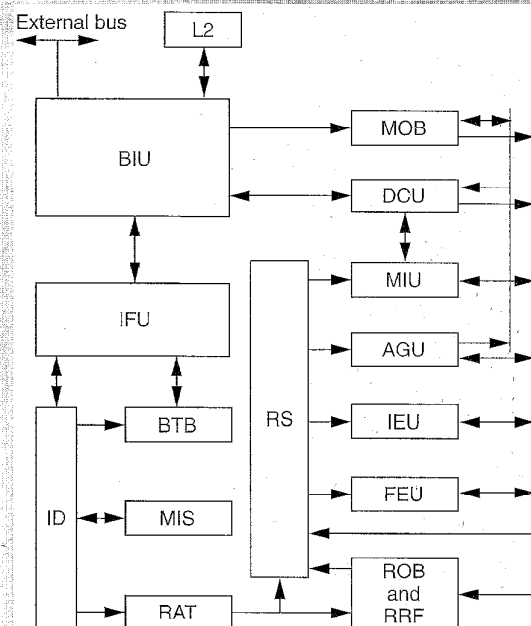 External bus
L2
BIU
MOB
DCU
IFU
MIU
AGU
RS
BTB
IEU
ID
MIS
FEU
RAT
ROB
and
RRF